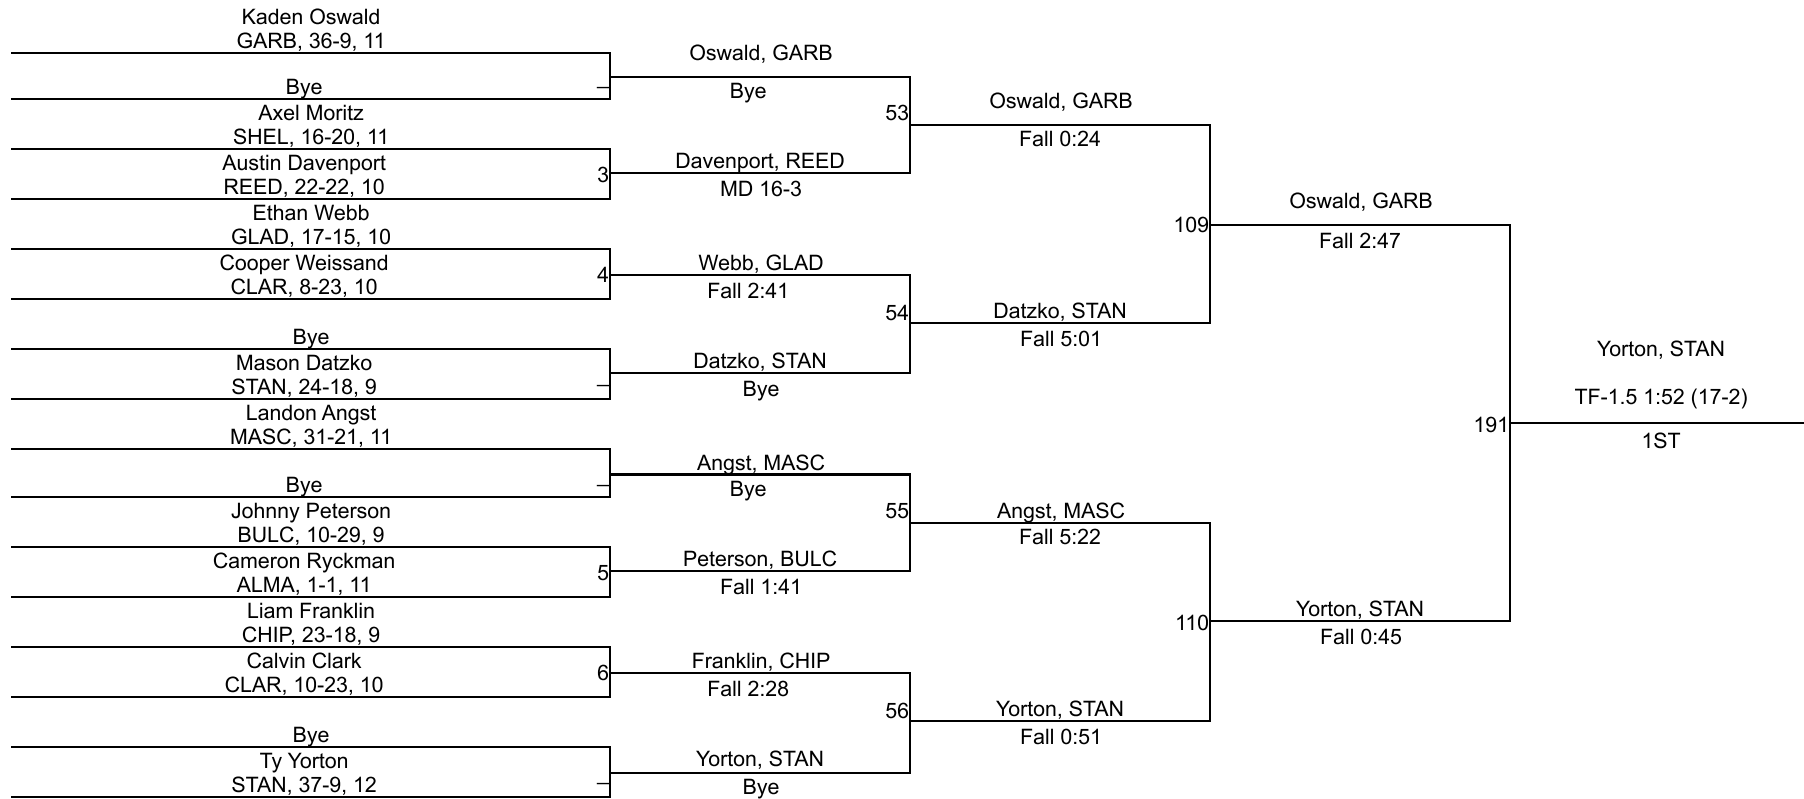 Kaden Oswald
GARB, 36-9, 11
Bye
Axel Moritz
SHEL, 16-20, 11
Austin Davenport
REED, 22-22, 10
3
Ethan Webb
GLAD, 17-15, 10
Cooper Weissand
CLAR, 8-23, 10
4
Bye
Mason Datzko
STAN, 24-18, 9
Landon Angst
MASC, 31-21, 11
Bye
Johnny Peterson
BULC, 10-29, 9
Cameron Ryckman
ALMA, 1-1, 11
5
Liam Franklin
CHIP, 23-18, 9
Calvin Clark
CLAR, 10-23, 10
6
Bye
Ty Yorton
STAN, 37-9, 12
Oswald, GARB
Bye
53
Davenport, REED
MD 16-3
Webb, GLAD
Fall 2:41
54
Datzko, STAN
Bye
Angst, MASC
Bye
55
Peterson, BULC
Fall 1:41
Franklin, CHIP
Fall 2:28
56
Yorton, STAN
Bye
Oswald, GARB
Fall 0:24
109
Datzko, STAN
Fall 5:01
Angst, MASC
Fall 5:22
110
Yorton, STAN
Fall 0:51
Oswald, GARB
Fall 2:47
191
Yorton, STAN
Fall 0:45
Yorton, STAN
TF-1.5 1:52 (17-2)
1ST